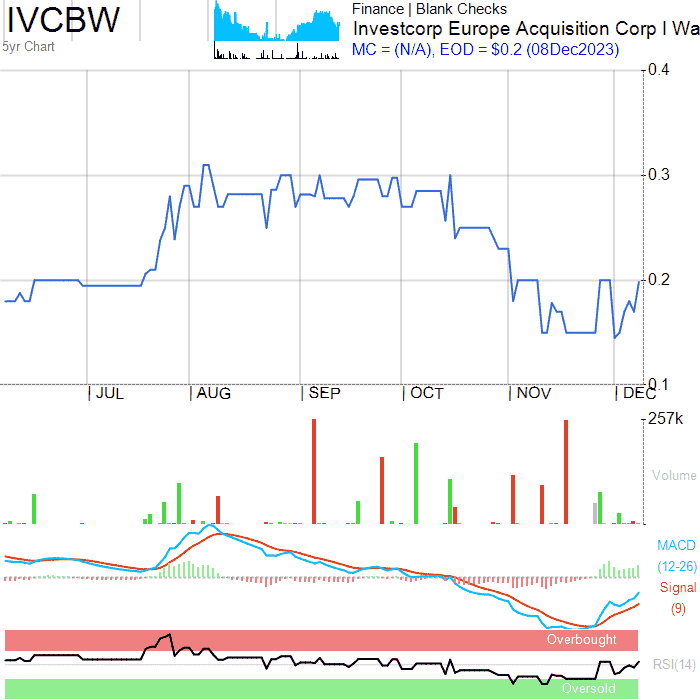 IVCBW
5yr Chart
Finance | Blank Checks
Investcorp Europe Acquisition Corp I Wa
MC = (N/A), EOD = $0.2 (08Dec2023)
0.4
0.3
0.2
0.1
JUL
AUG
SEP
OCT
NOV
DEC
257k
Volume
MACD
(12-26)
Signal
(9)
Overbought
RSI(14)
Oversold